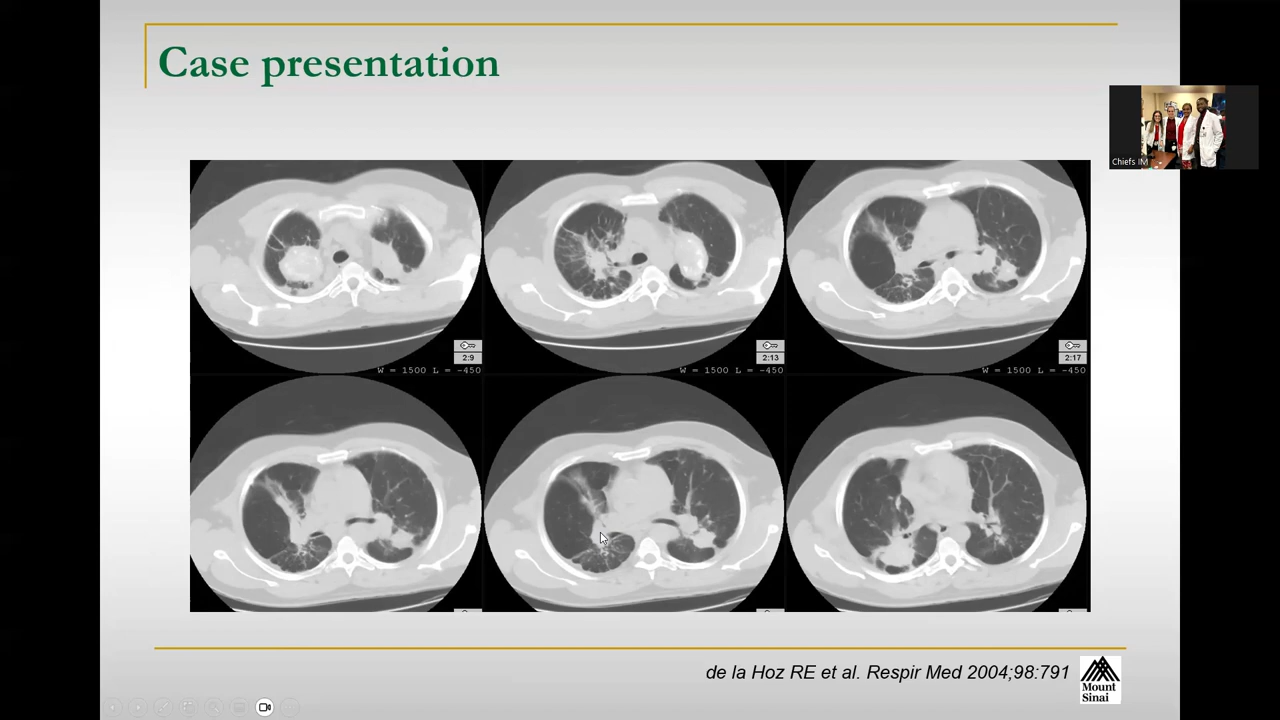 Case presentation
Chiefs IM
2:9
2:13
2:17
W = 1500 L = -450
W = 1500 L = -450
W = 1500 L = -450
de la Hoz RE et al. Respir Med 2004;98:791
Mount
Sinai